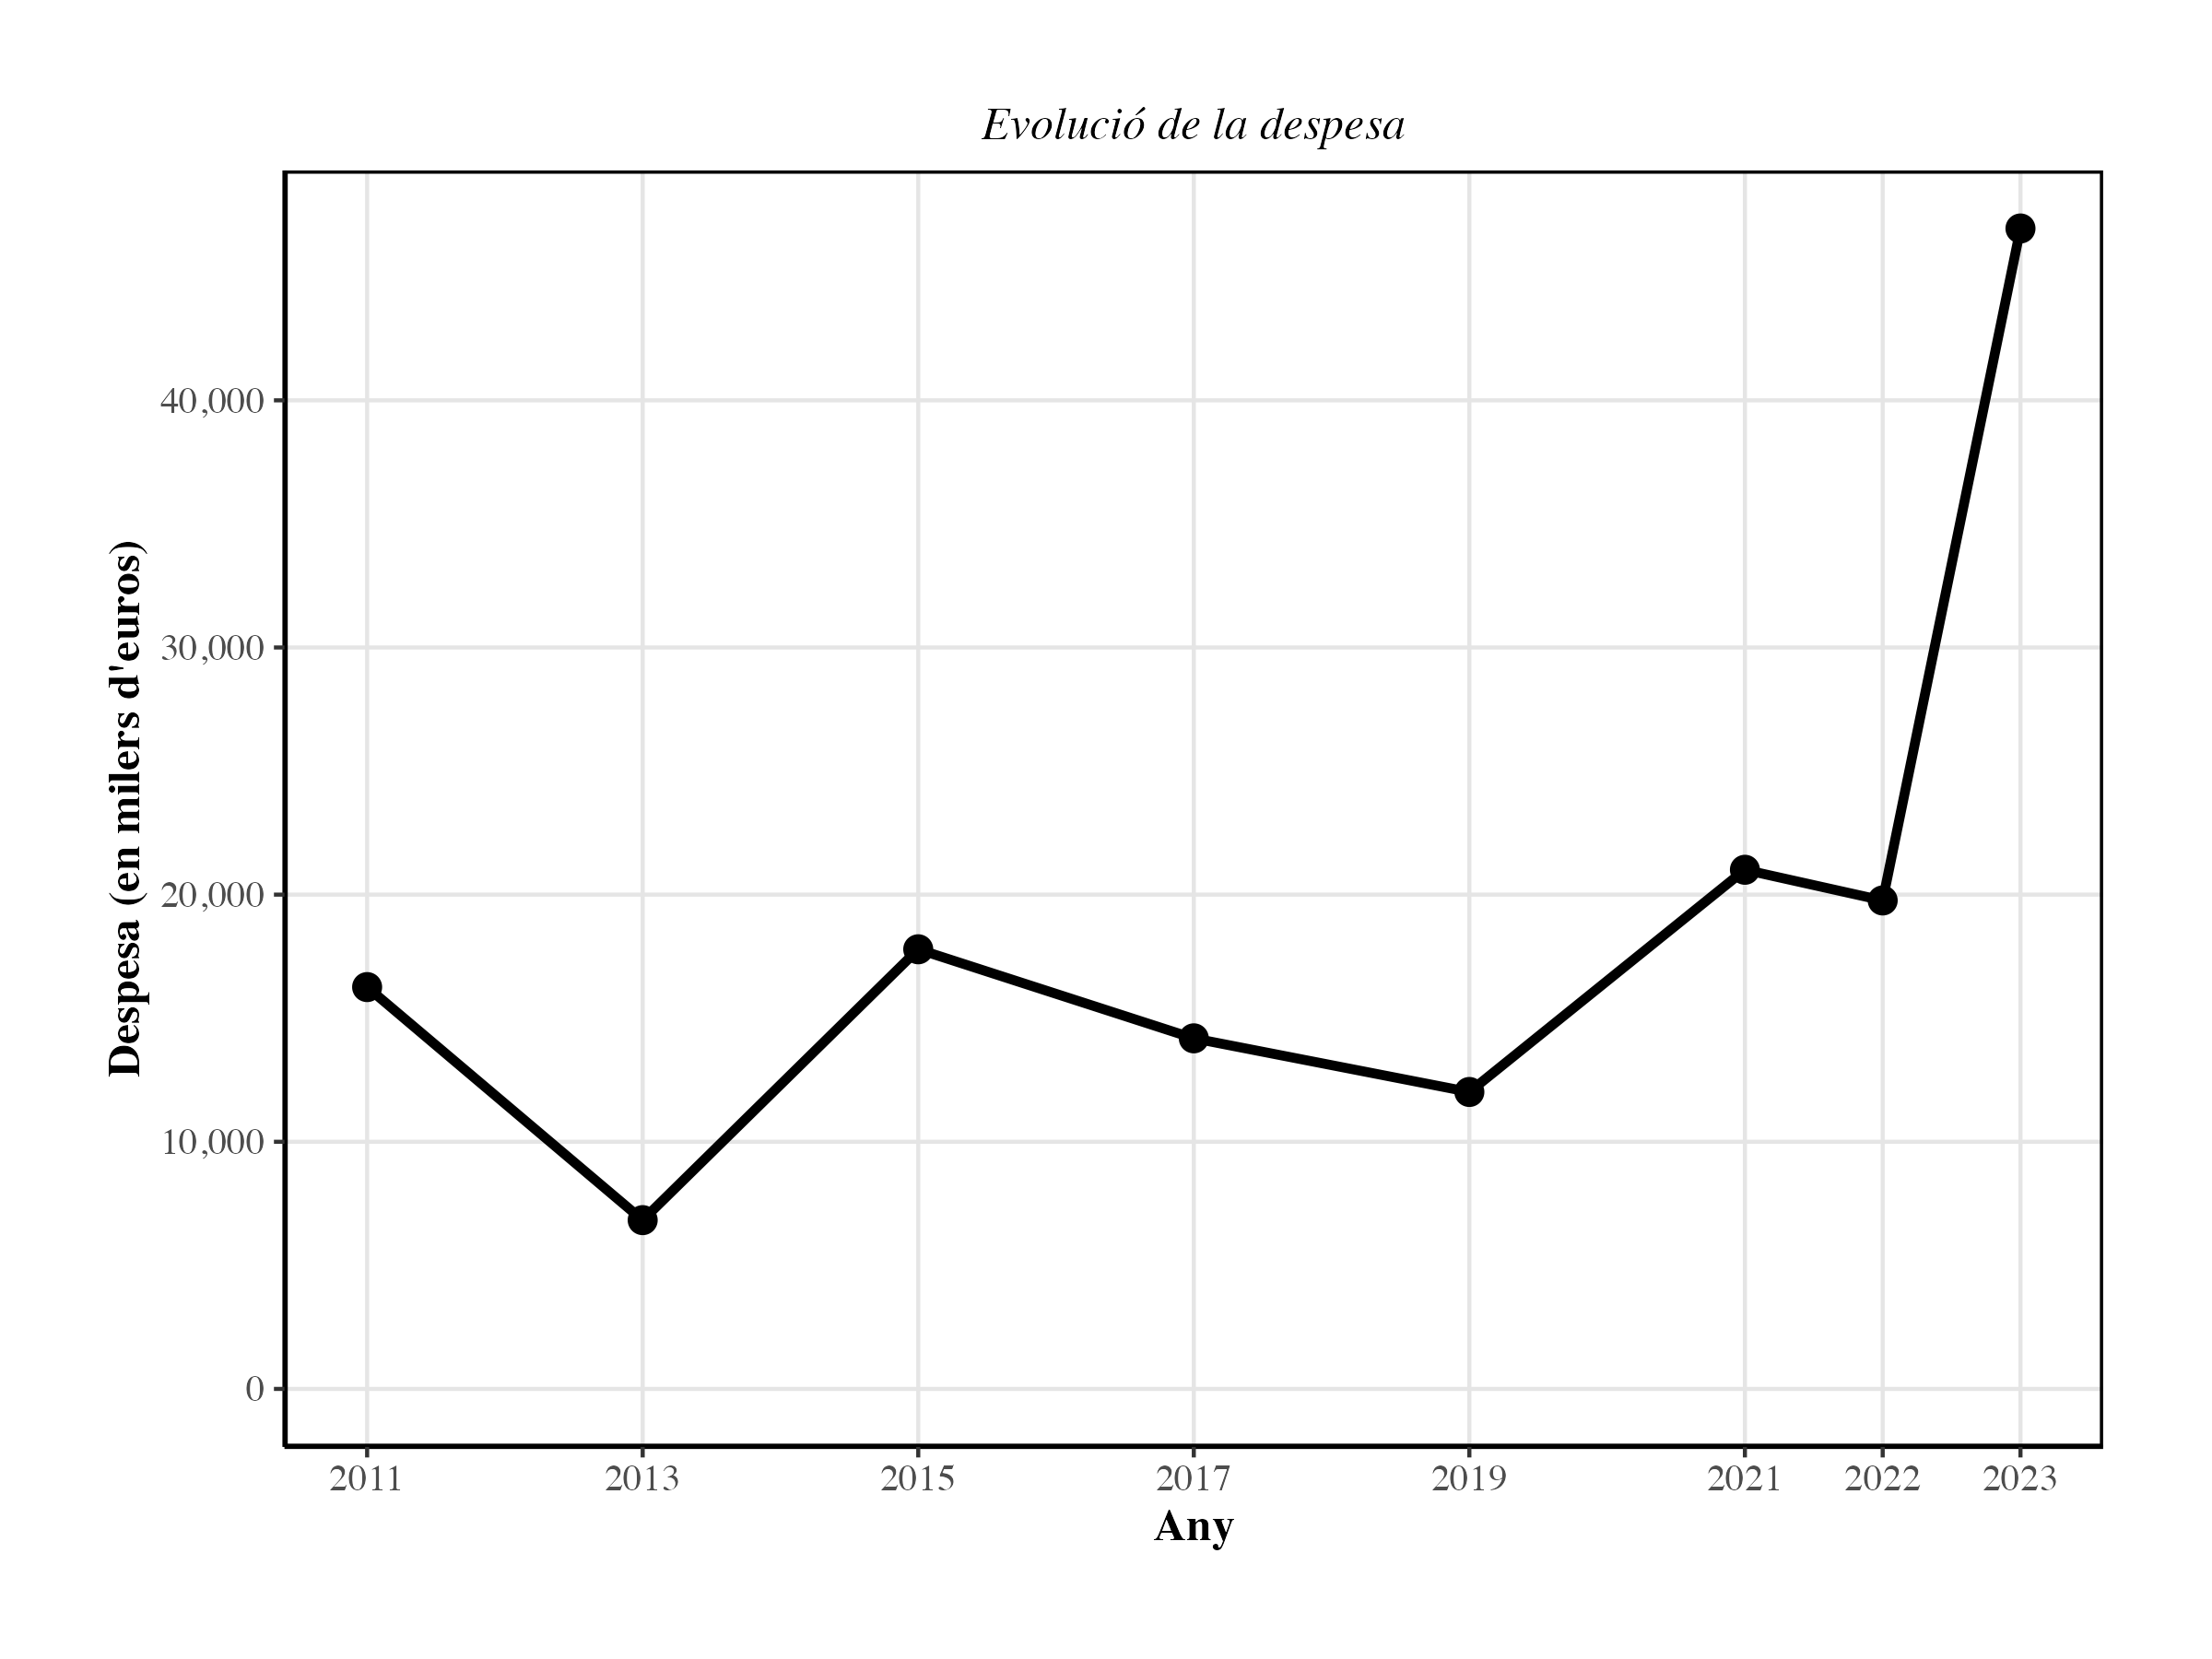 Evolució de la despesa
Despesa (en milers d'euros)
40,000
30,000
20,000
10,000
0
2011 2013 2015 2017 2019 2021 2022 2023
Any